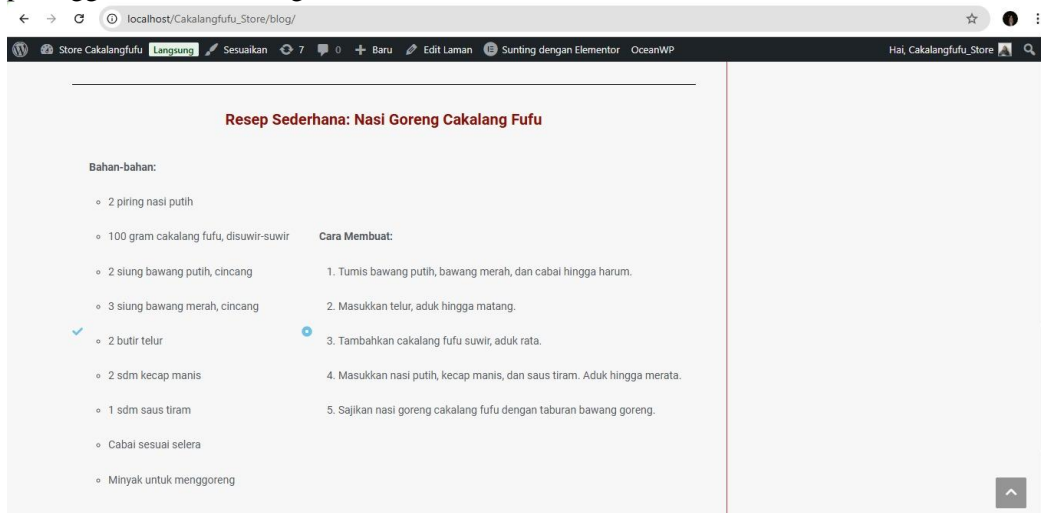 localhost/Cakalangfufu_Store/blog/
Store Cakalangfufu Langsung Sesuaikan 7 0 + Baru Edit Laman Sunting dengan Elementor OceanWP Hai, Cakalangfufu_Store
Resep Sederhana: Nasi Goreng Cakalang Fufu
Bahan-bahan:
2 piring nasi putih
100 gram cakalang fufu, disuwir-suwir
2 siung bawang putih, cincang
3 siung bawang merah, cincang
2 butir telur
2 sdm kecap manis
1 sdm saus tiram
Cabai sesuai selera
Minyak untuk menggoreng
Cara Membuat:
1. Tumis bawang putih, bawang merah, dan cabai hingga harum.
2. Masukkan telur, aduk hingga matang.
3. Tambahkan cakalang fufu suwir, aduk rata.
4. Masukkan nasi putih, kecap manis, dan saus tiram. Aduk hingga merata.
5. Sajikan nasi goreng cakalang fufu dengan taburan bawang goreng.